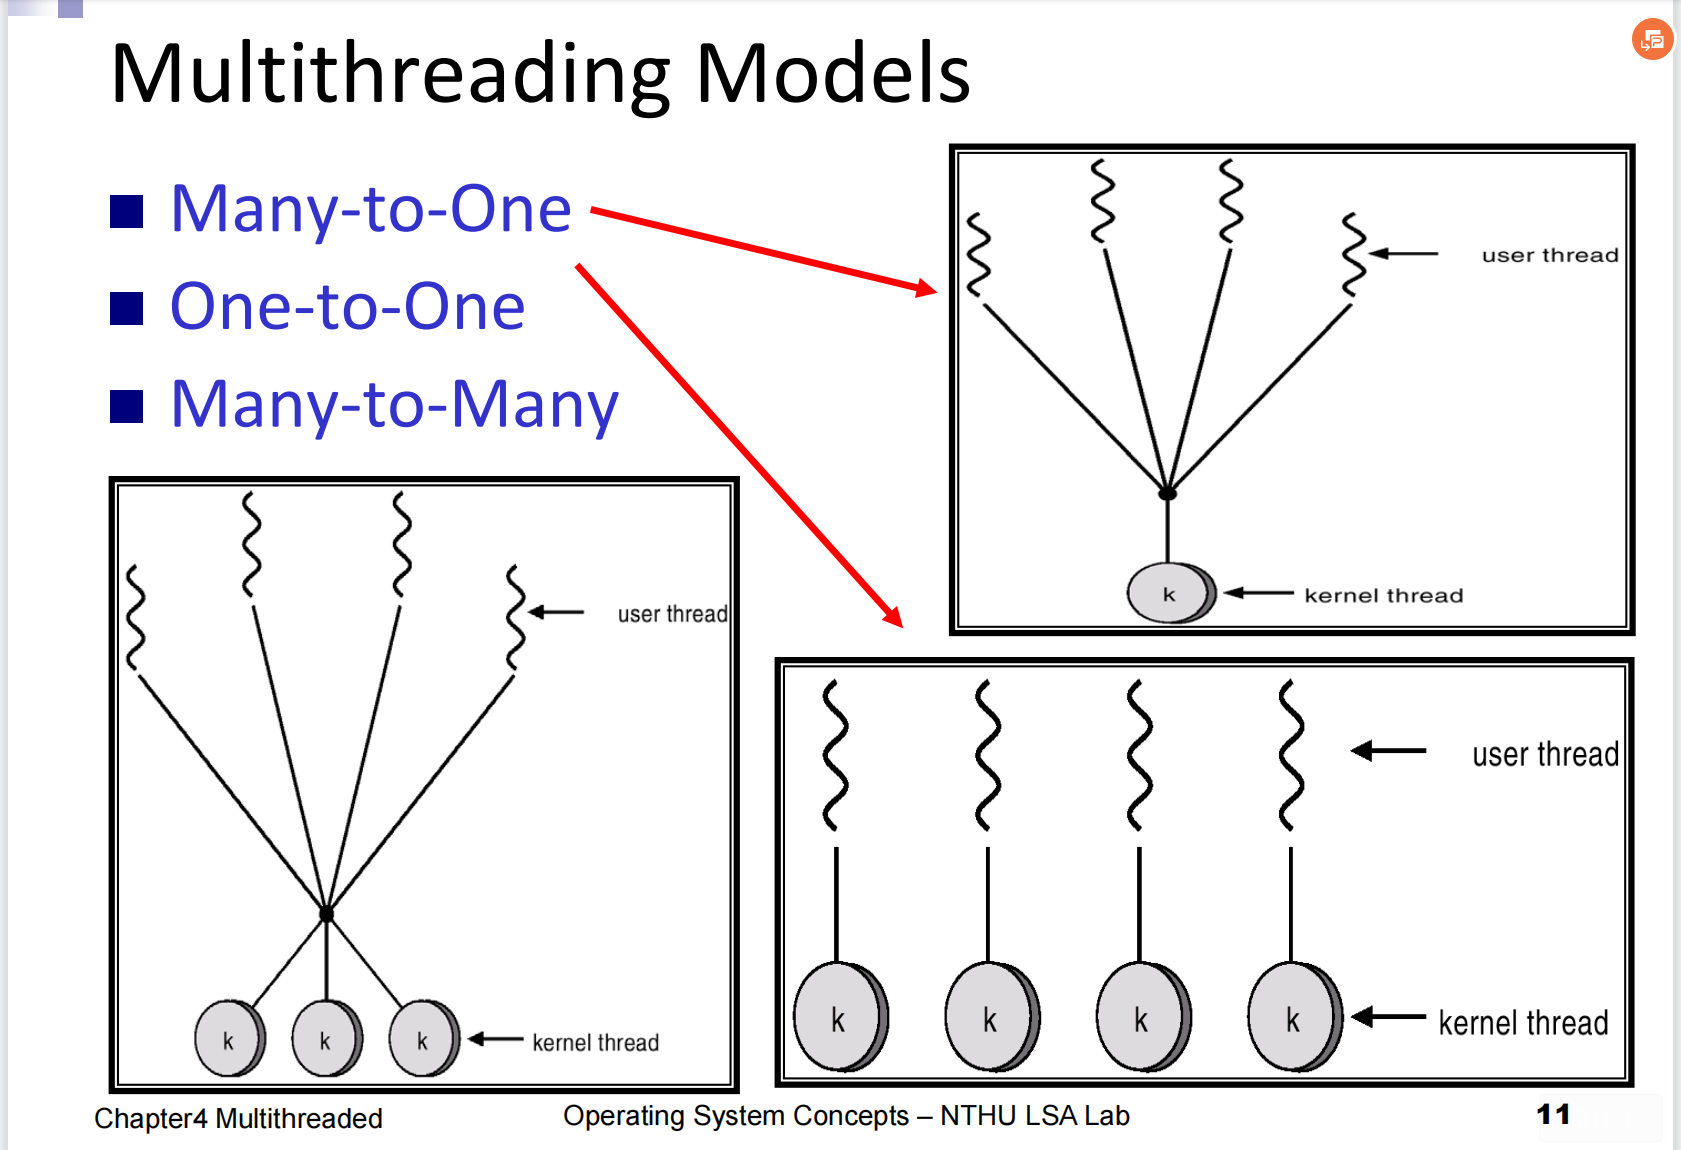 Multithreading Models
Many-to-One
One-to-One
Many-to-Many
user thread
k
kernel thread
user thread
k k k
kernel thread
user thread
k k k k
kernel thread
Chapter4 Multithreaded
Operating System Concepts – NTHU LSA Lab
11